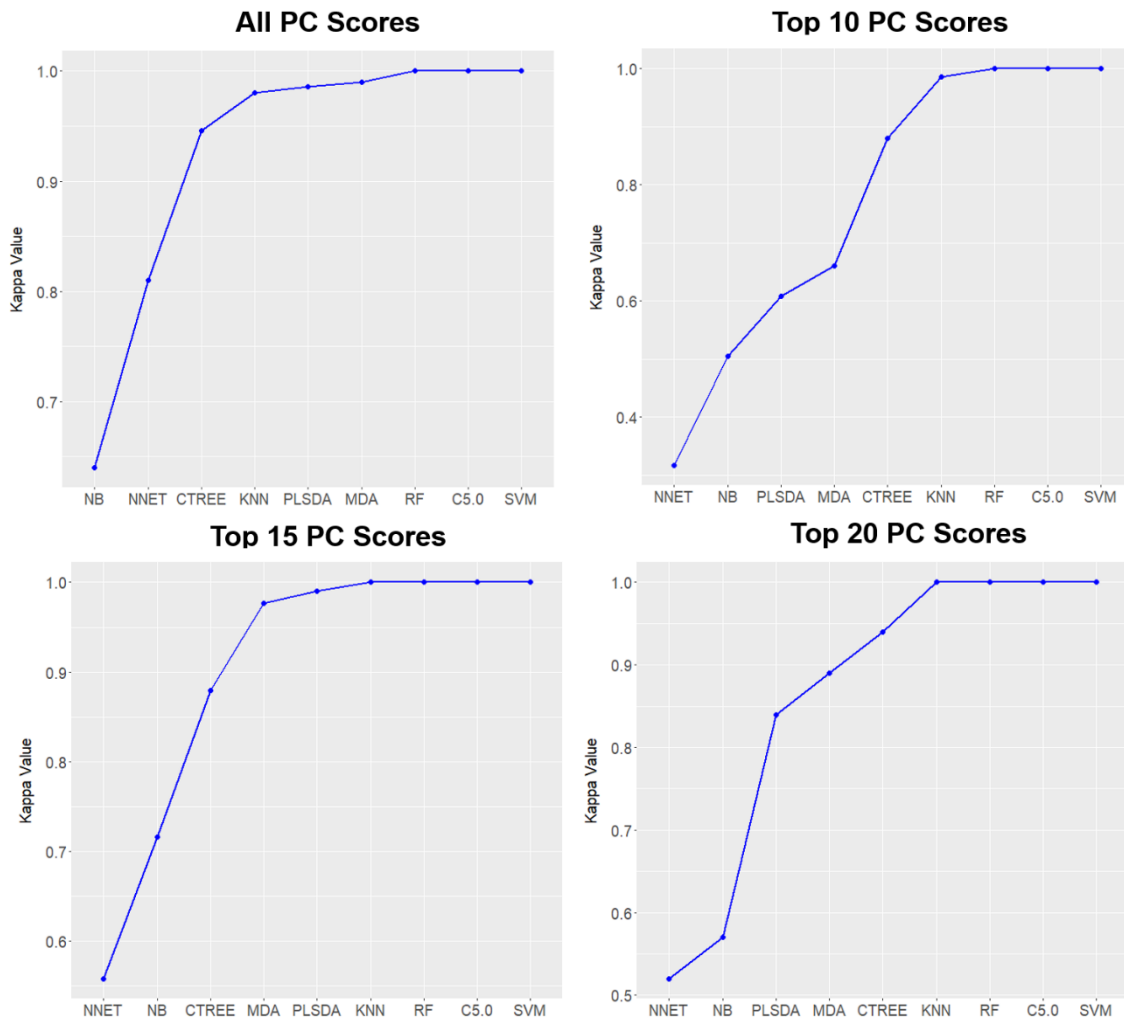 All PC Scores
Kappa Value
1.0
0.9
0.8
0.7
NB NNET CTREE KNN PLSDA MDA RF C5.0 SVM
Top 10 PC Scores
Kappa Value
1.0
0.8
0.6
0.4
NNET NB PLSDA MDA CTREE KNN RF C5.0 SVM
Top 15 PC Scores
Kappa Value
1.0
0.9
0.8
0.7
0.6
NNET NB CTREE MDA PLSDA KNN RF C5.0 SVM
Top 20 PC Scores
Kappa Value
1.0
0.9
0.8
0.7
0.6
0.5
NNET NB PLSDA MDA CTREE KNN RF C5.0 SVM